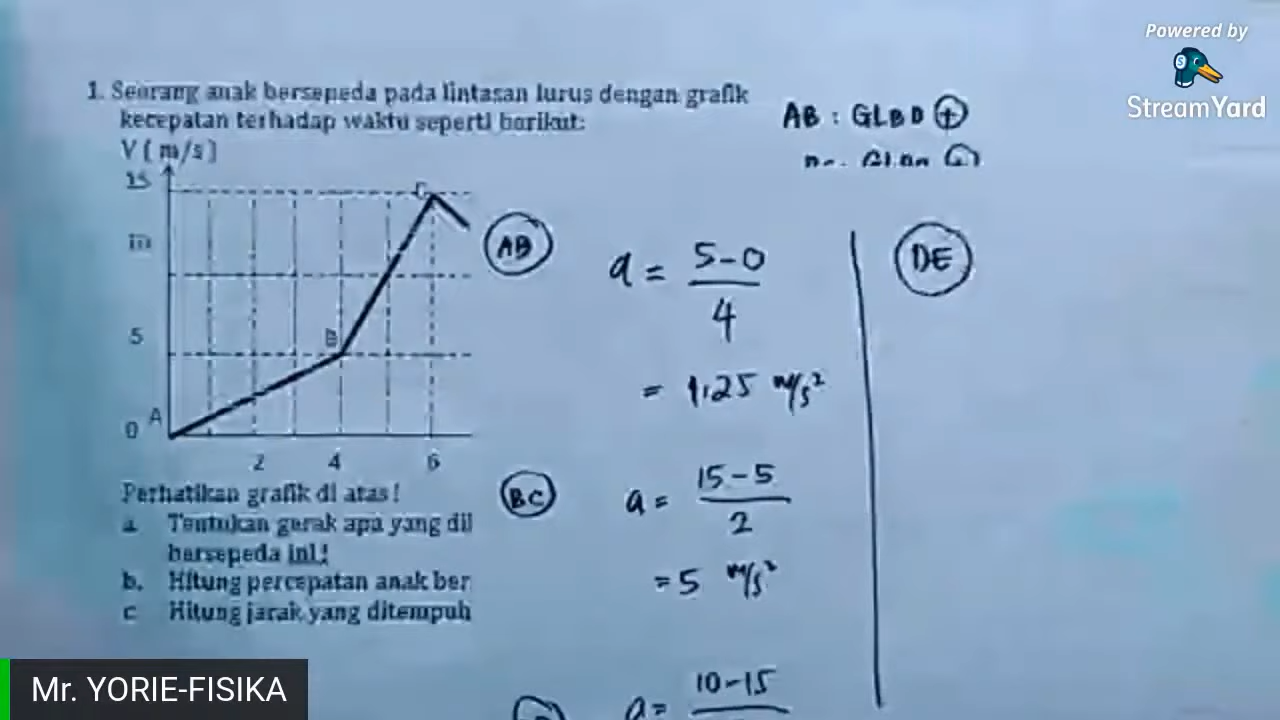 Powered by
StreamYard
1. Seorang anak bersepeda pada lintasan lurus dengan grafik
kecepatan terhadap waktu seperti barikut:
V ( m/s )
15
10
5
0
A
B
C
2 4 6
AB : GLBB +
AB
a = 5-0
4
= 1.25 m/s²
BC
a = 15-5
2
= 5 m/s²
a = 10-15
DE
Perhatikan grafik di atas !
a Tentukan gerak apa yang dil
bersepeda ini !
b. Hitung percepatan anak ber
c Hitung jarak yang ditempuh
Mr. YORIE-FISIKA